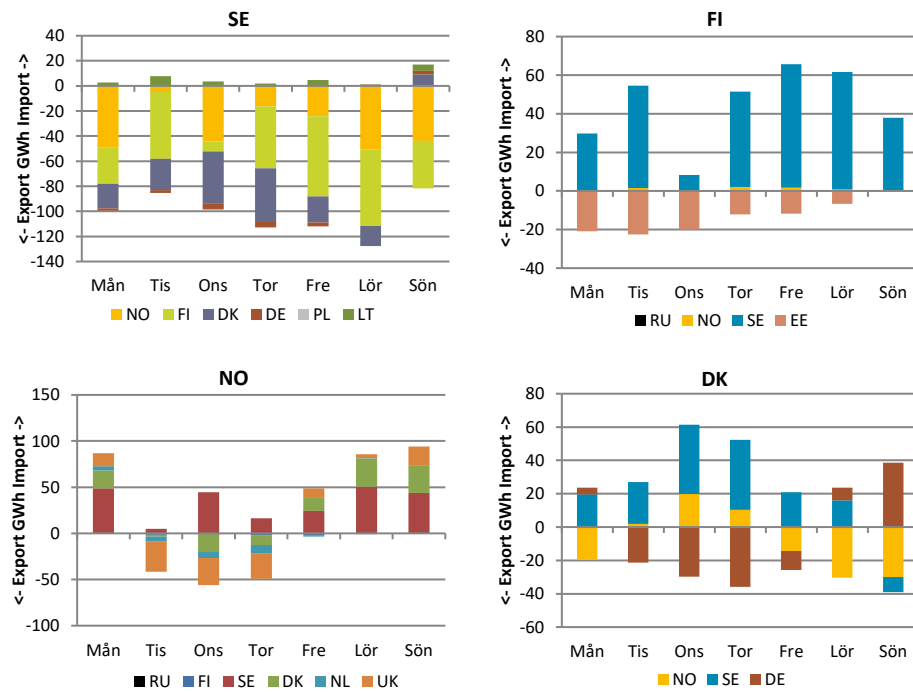 SE
<- Export GWh Import ->
40
20
0
-20
-40
-60
-80
-100
-120
-140
Mån Tis Ons Tor Fre Lör Sön
NO FI DK DE PL LT
FI
<- Export GWh Import ->
80
60
40
20
0
-20
-40
Mån Tis Ons Tor Fre Lör Sön
RU NO SE EE
NO
<- Export GWh Import ->
150
100
50
0
-50
-100
Mån Tis Ons Tor Fre Lör Sön
RU FI SE DK NL UK
DK
<- Export GWh Import ->
80
60
40
20
0
-20
-40
-60
Mån Tis Ons Tor Fre Lör Sön
NO SE DE